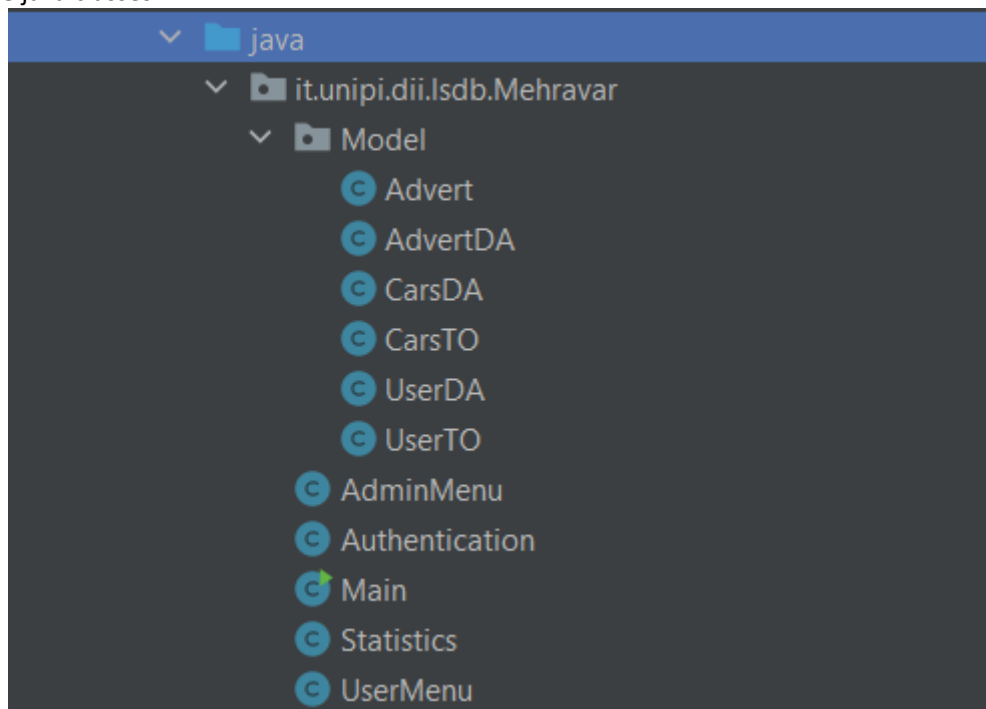 java
it.unipi.dii.lsdb.Mehravar
Model
C Advert
C AdvertDA
C CarsDA
C CarsTO
C UserDA
C UserTO
C AdminMenu
C Authentication
C Main
C Statistics
C UserMenu